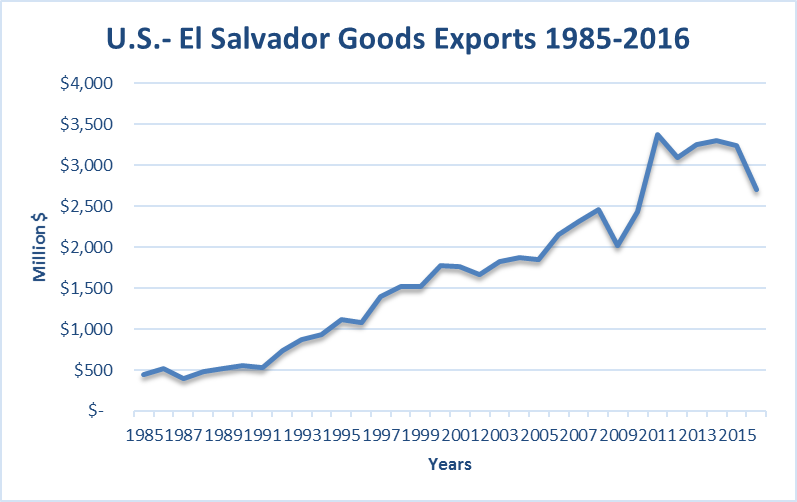 U.S.- El Salvador Goods Exports 1985-2016
$4,000
$3,500
$3,000
$2,500
$2,000
$1,500
$1,000
$500
$-
Million $
1985 1987 1989 1991 1993 1995 1997 1999 2001 2003 2005 2007 2009 2011 2013 2015
Years